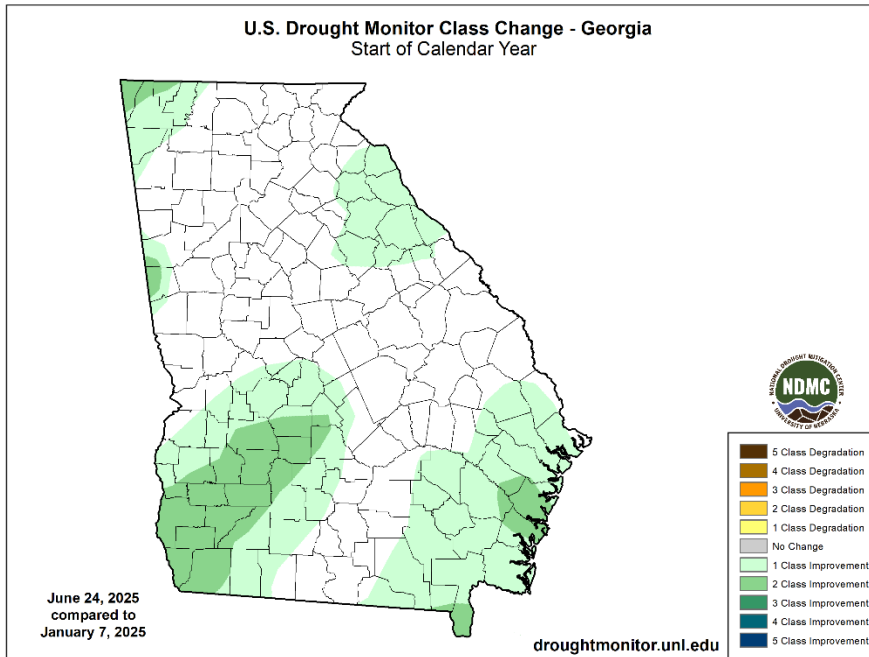 U.S. Drought Monitor Class Change - Georgia
Start of Calendar Year
NATIONAL DROUGHT MITIGATION CENTER
NDMC
UNIVERSITY OF NEBRASKA
5 Class Degradation
4 Class Degradation
3 Class Degradation
2 Class Degradation
1 Class Degradation
No Change
1 Class Improvement
2 Class Improvement
3 Class Improvement
4 Class Improvement
5 Class Improvement
June 24, 2025
compared to
January 7, 2025
droughtmonitor.unl.edu